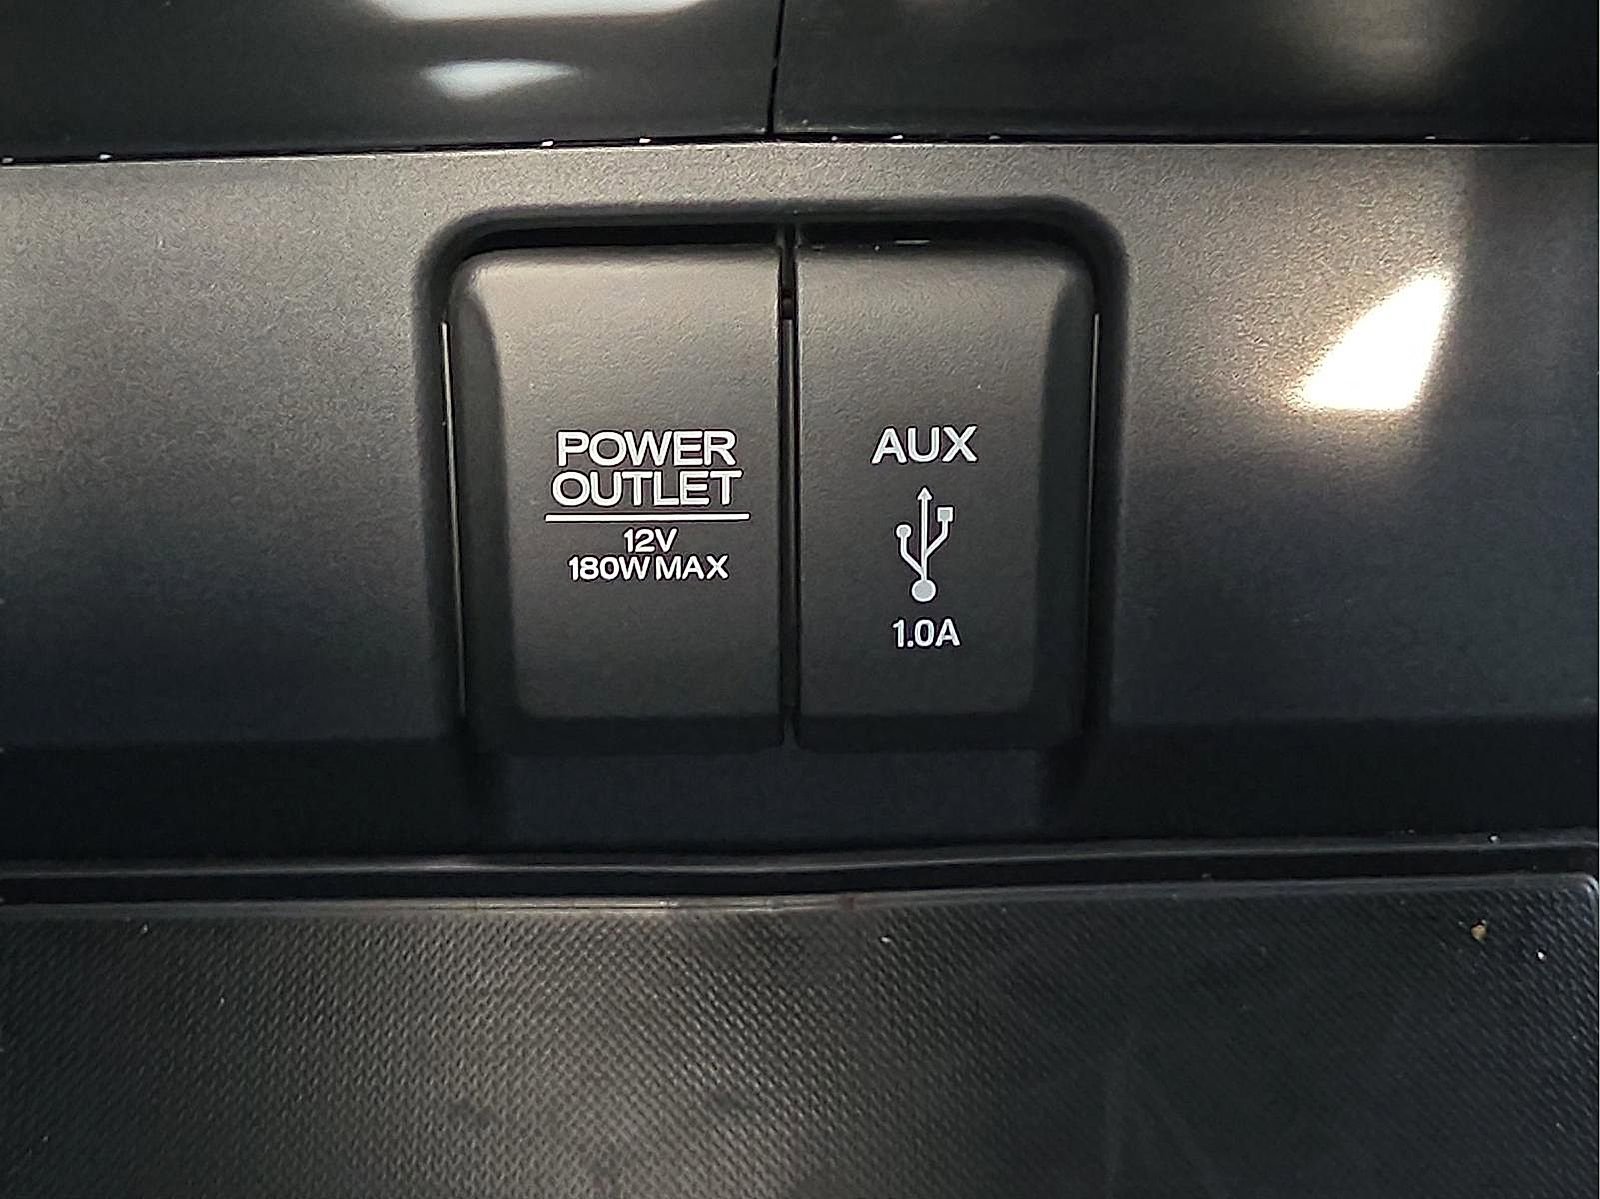 POWER
OUTLET
12V
180W MAX
AUX
1.0A